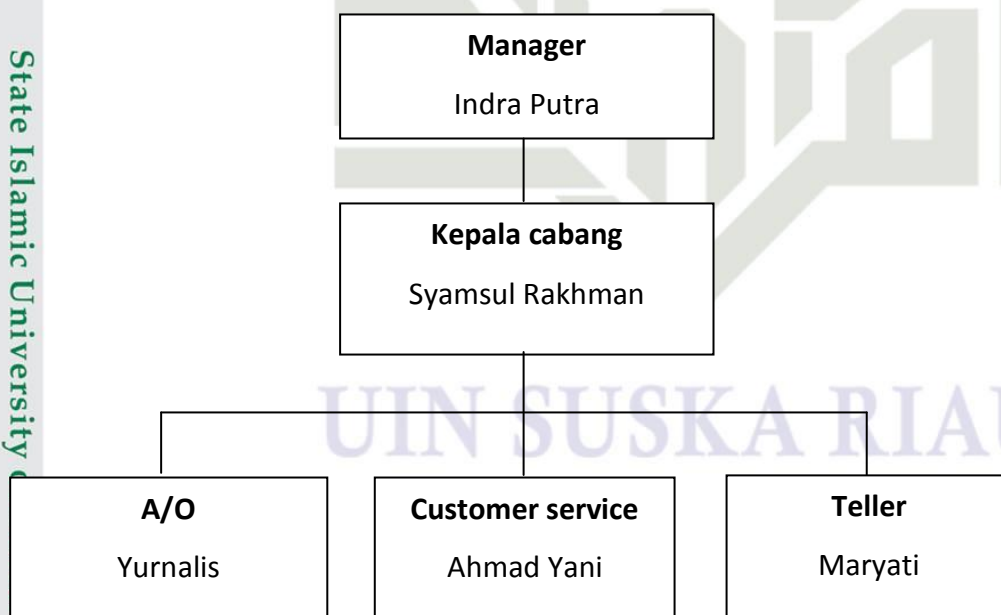 State Islamic University
Manager
Indra Putra
Kepala cabang
Syamsul Rakhman
UIN SUSKA RIAU
A/O
Yurnalis
Customer service
Ahmad Yani
Teller
Maryati